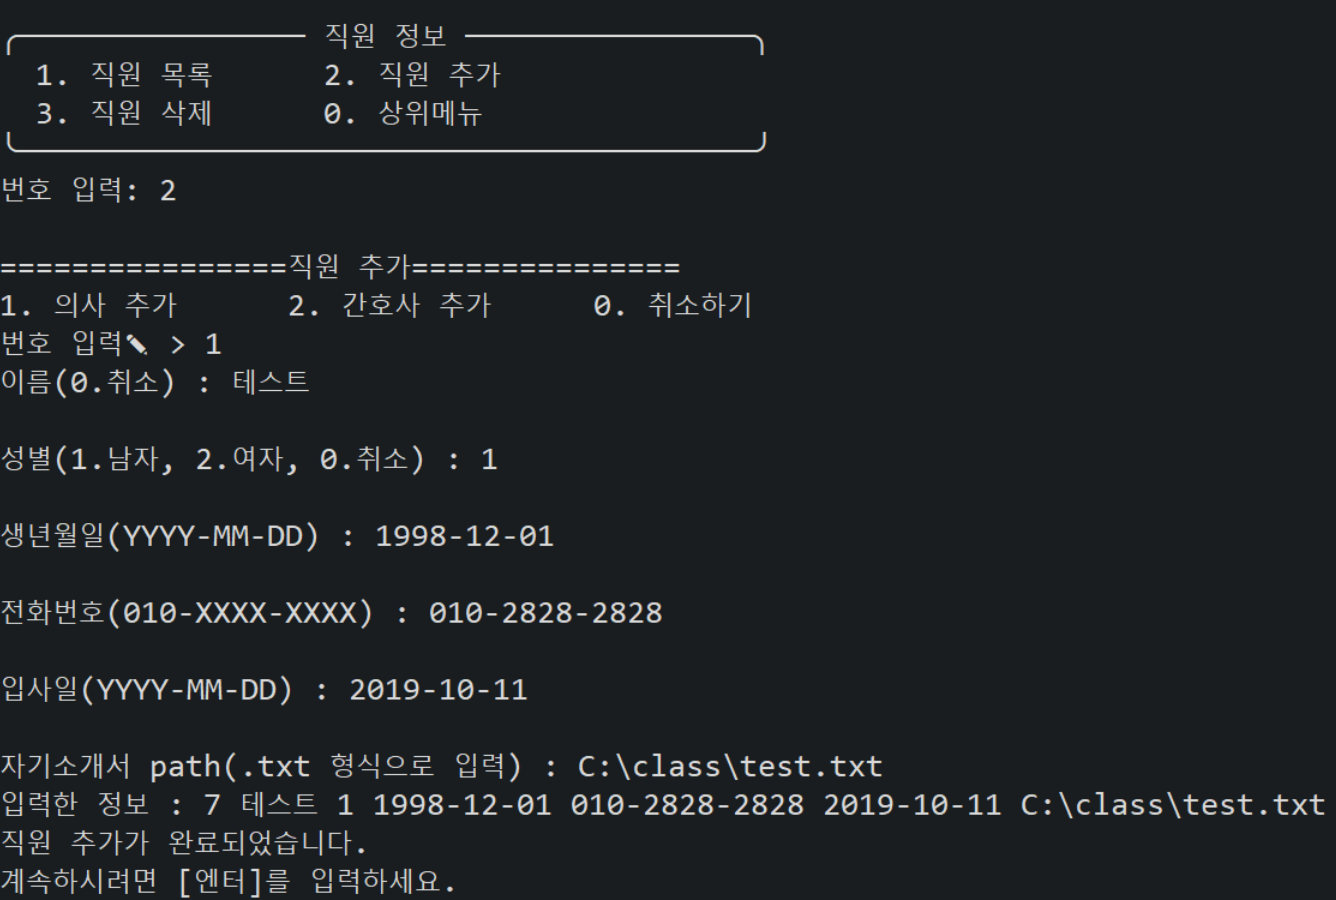 직원 정보
1. 직원 목록 2. 직원 추가
3. 직원 삭제 0. 상위메뉴
번호 입력: 2
================직원 추가===============
1. 의사 추가 2. 간호사 추가 0. 취소하기
번호 입력✎ > 1
이름(0.취소) : 테스트
성별(1.남자, 2.여자, 0.취소) : 1
생년월일(YYYY-MM-DD) : 1998-12-01
전화번호(010-XXXX-XXXX) : 010-2828-2828
입사일(YYYY-MM-DD) : 2019-10-11
자기소개서 path(.txt 형식으로 입력) : C:\class\test.txt
입력한 정보 : 7 테스트 1 1998-12-01 010-2828-2828 2019-10-11 C:\class\test.txt
직원 추가가 완료되었습니다.
계속하시려면 [엔터]를 입력하세요.